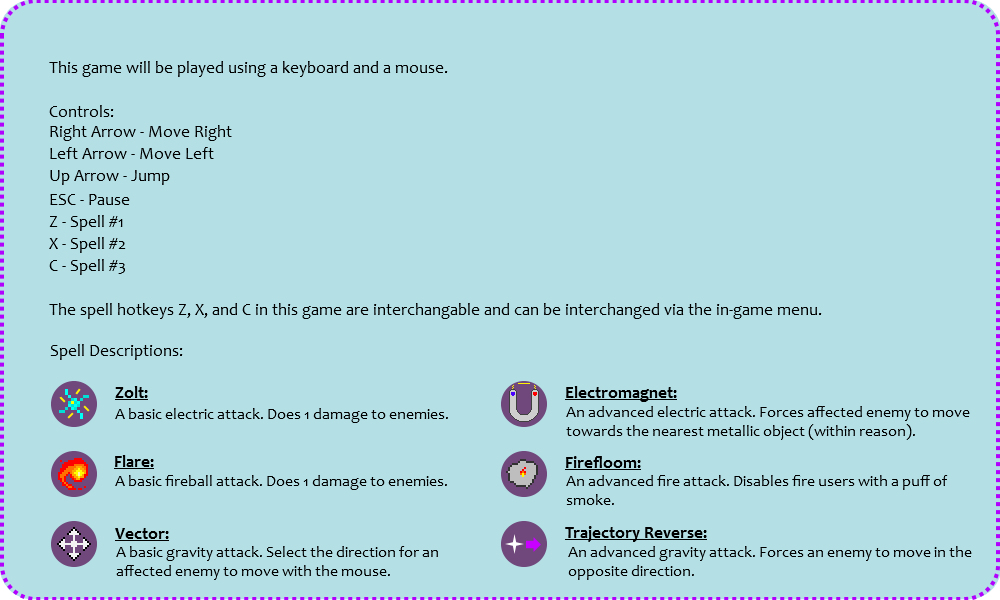 This game will be played using a keyboard and a mouse.
Controls:
Right Arrow - Move Right
Left Arrow - Move Left
Up Arrow - Jump
ESC - Pause
Z - Spell #1
X - Spell #2
C - Spell #3
The spell hotkeys Z, X, and C in this game are interchangable and can be interchanged via the in-game menu.
Spell Descriptions:
Zolt:
A basic electric attack. Does 1 damage to enemies.
Flare:
A basic fireball attack. Does 1 damage to enemies.
Vector:
A basic gravity attack. Select the direction for an
affected enemy to move with the mouse.
Electromagnet:
An advanced electric attack. Forces affected enemy to move
towards the nearest metallic object (within reason).
Firefloom:
An advanced fire attack. Disables fire users with a puff of
smoke.
Trajectory Reverse:
An advanced gravity attack. Forces an enemy to move in the
opposite direction.